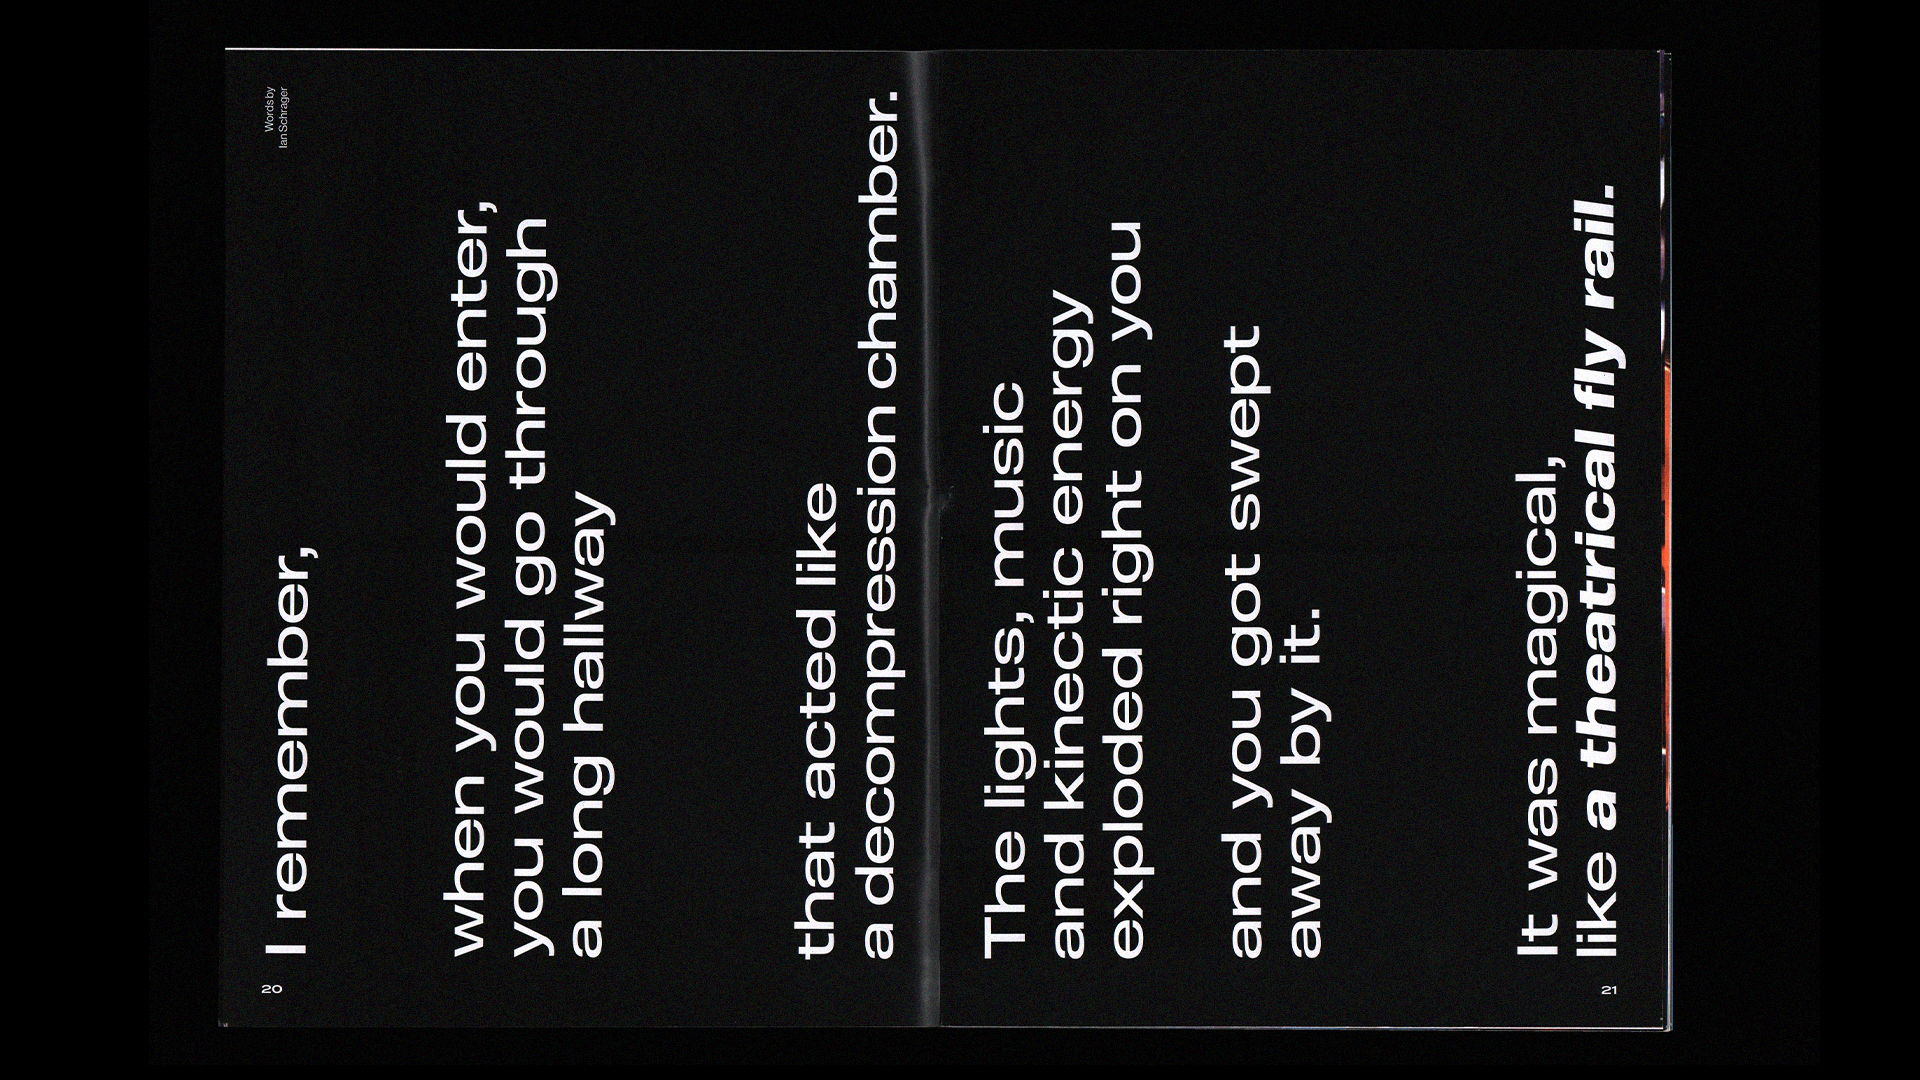 Words by
Ian Schrager
I remember,
when you would enter,
you would go through
a long hallway
that acted like
a decompression chamber.
20
The lights, music
and kinectic energy
exploded right on you
and you got swept
away by it.
It was magical,
like a theatrical fly rail.
21